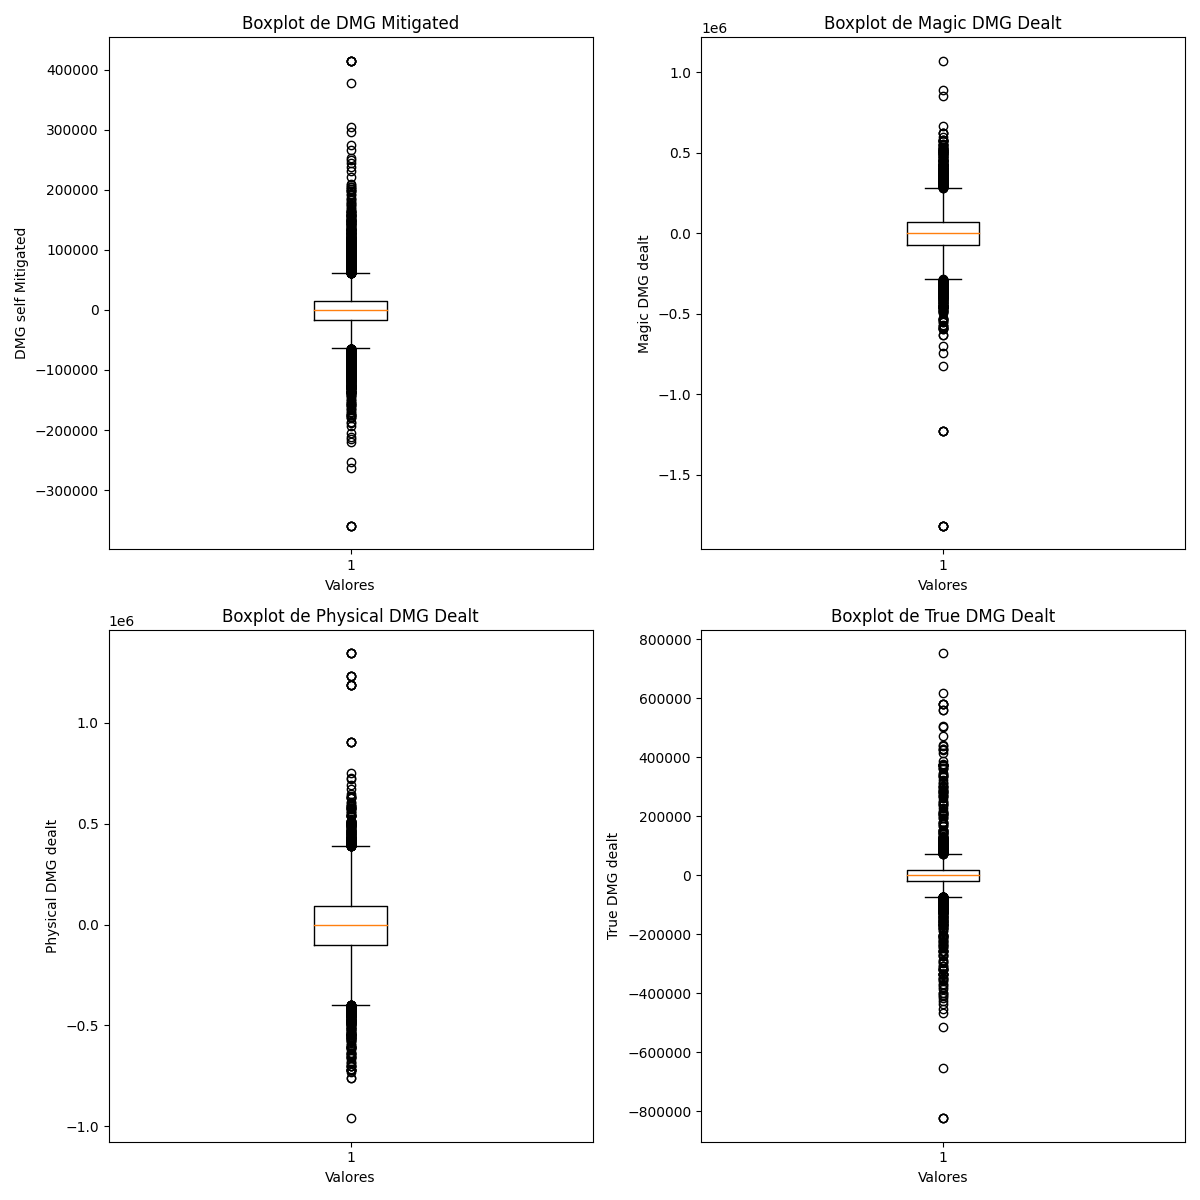 Boxplot de DMG Mitigated
400000
300000
200000
100000
0
−100000
−200000
−300000
DMG self Mitigated
1
Valores
Boxplot de Magic DMG Dealt
1e6
1.0
0.5
0.0
−0.5
−1.0
−1.5
Magic DMG dealt
1
Valores
Boxplot de Physical DMG Dealt
1e6
1.0
0.5
0.0
−0.5
−1.0
Physical DMG dealt
1
Valores
Boxplot de True DMG Dealt
800000
600000
400000
200000
0
−200000
−400000
−600000
−800000
True DMG dealt
1
Valores